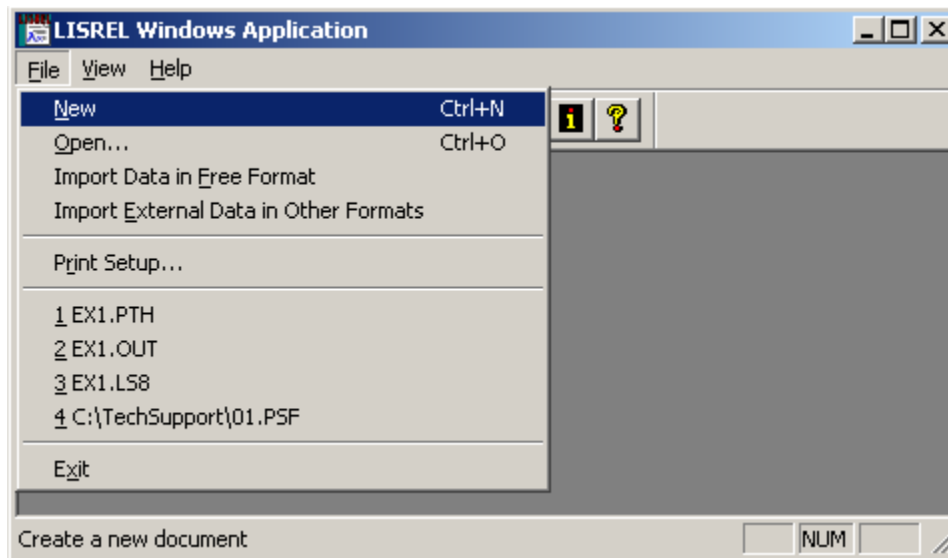 LISREL Windows Application
File View Help
New Ctrl+N
Open... Ctrl+O
Import Data in Free Format
Import External Data in Other Formats
Print Setup...
1 EX1.PTH
2 EX1.OUT
3 EX1.LS8
4 C:\TechSupport\01.PSF
Exit
Create a new document NUM